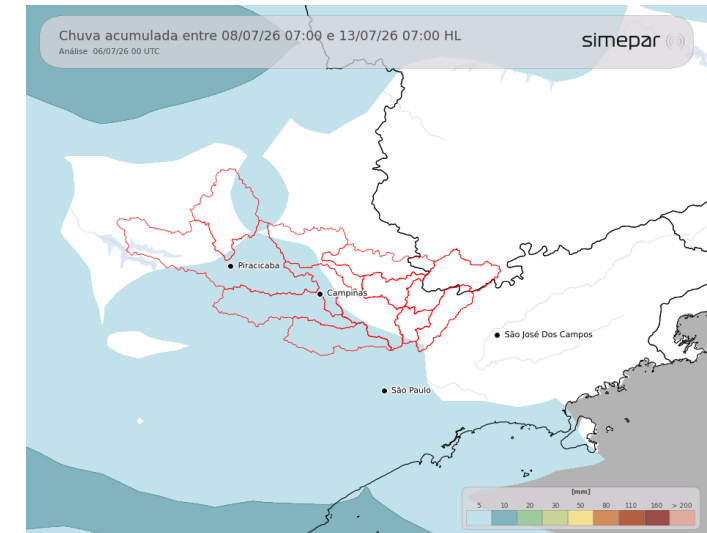 Chuva acumulada entre 08/07/26 07:00 e 13/07/26 07:00 HL
Análise 06/07/26 00 UTC
simepar
Piracicaba
Campinas
São José Dos Campos
São Paulo
[mm]
5 10 20 30 50 80 110 160 > 200